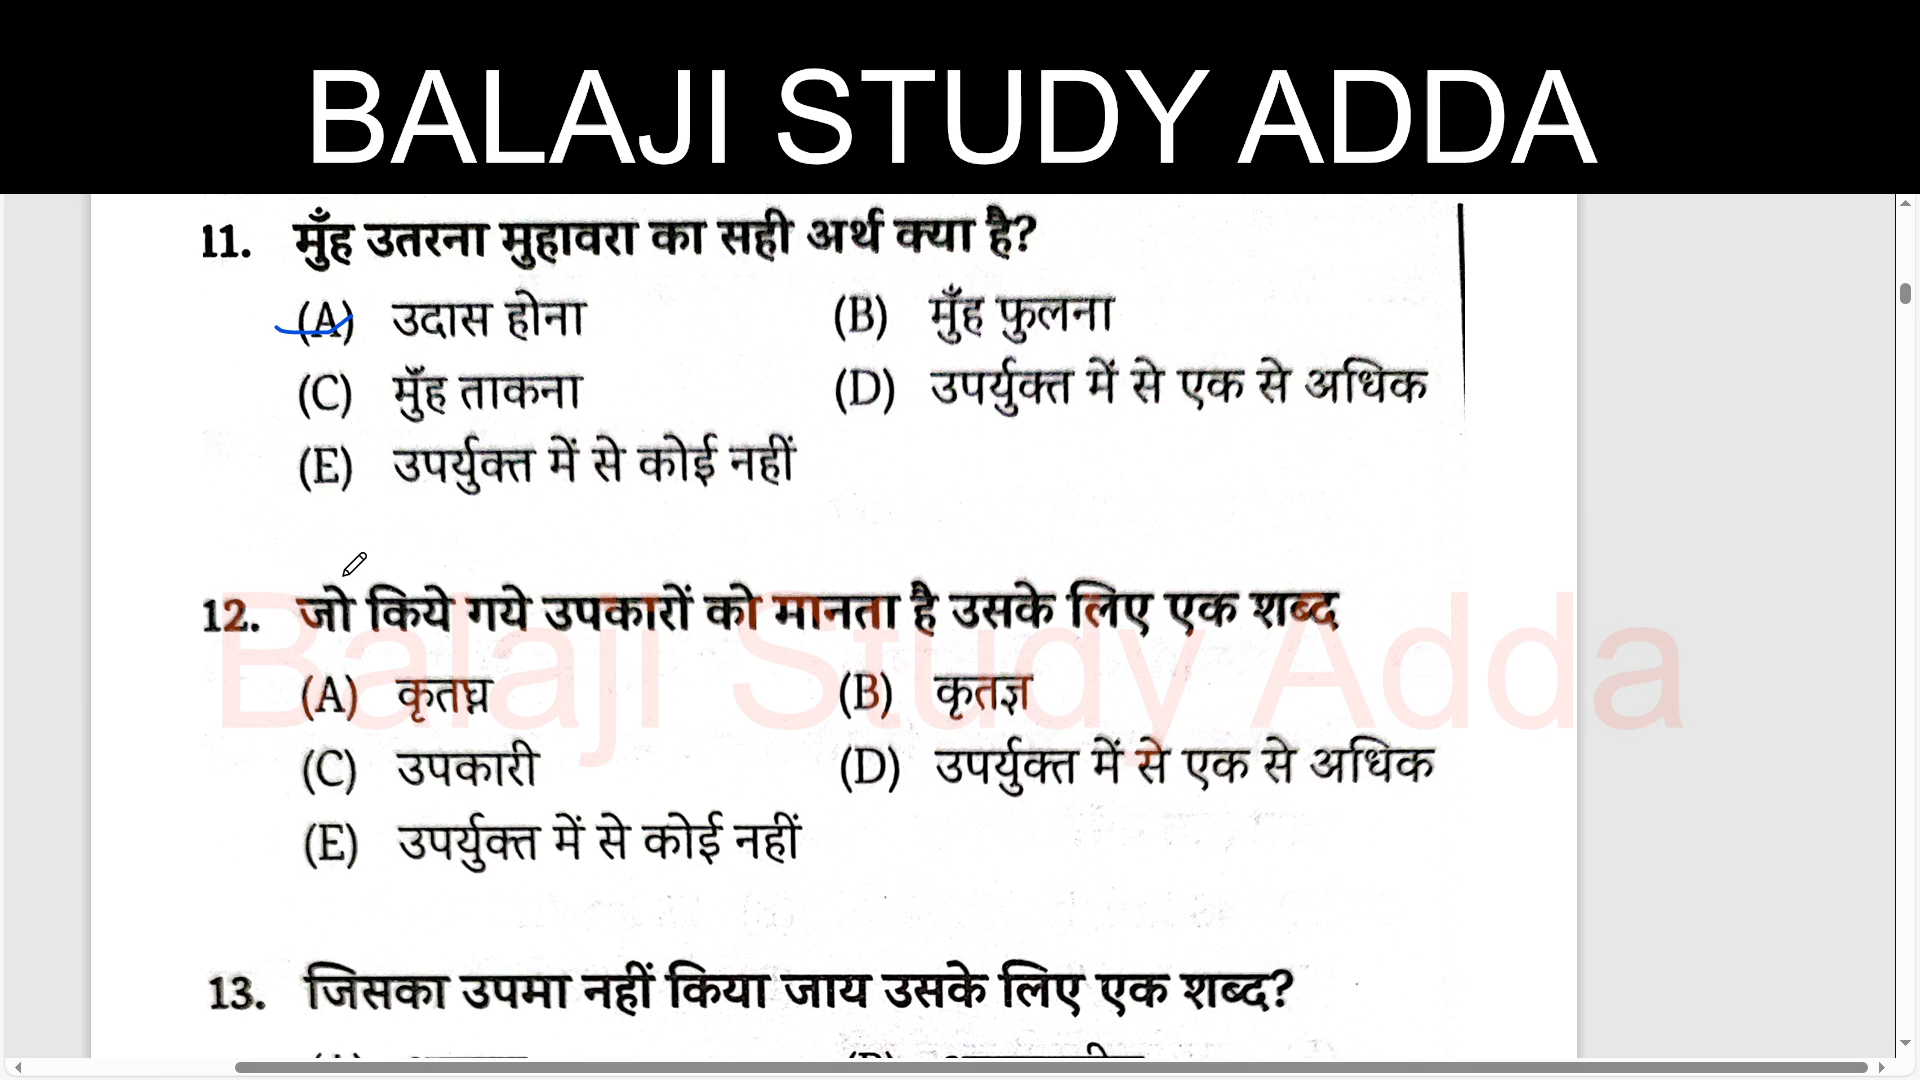 BALAJI STUDY ADDA
11. मुँह उतरना मुहावरा का सही अर्थ क्या है?
(A) उदास होना (B) मुँह फुलना
(C) मुँह ताकना (D) उपर्युक्त में से एक से अधिक
(E) उपर्युक्त में से कोई नहीं
12. जो किये गये उपकारों को मानता है उसके लिए एक शब्द
Balaji Study Adda
(A) कृतघ्न (B) कृतज्ञ
(C) उपकारी (D) उपर्युक्त में से एक से अधिक
(E) उपर्युक्त में से कोई नहीं
13. जिसका उपमा नहीं किया जाय उसके लिए एक शब्द?